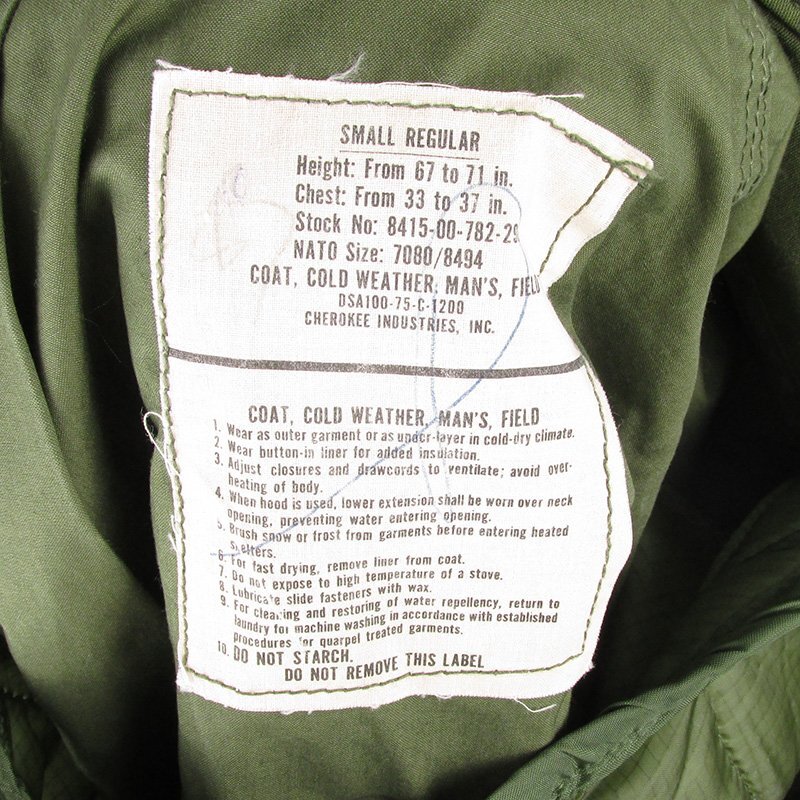 SMALL REGULAR
Height: From 67 to 71 in.
Chest: From 33 to 37 in.
Stock No: 8415-00-782-29
NATO Size: 7080/8494
COAT, COLD WEATHER, MAN'S, FIELD
DSA100-75-C-1200
CHEROKEE INDUSTRIES, INC.
COAT, COLD WEATHER, MAN'S, FIELD
1. Wear as outer garment or as under-layer in cold-dry climate.
2. Wear button-in liner for added insulation.
3. Adjust closures and drawcords to ventilate; avoid over-
heating of body.
4. When hood is used, lower extension shall be worn over neck
opening, preventing water entering opening.
5. Brush snow or frost from garments before entering heated
shelters.
6. For fast drying, remove liner from coat.
7. Do not expose to high temperature of a stove.
8. Lubricate slide fasteners with wax.
9. For cleaning and restoring of water repellency, return to
laundry for machine washing in accordance with established
procedures for quarpel treated garments.
10. DO NOT STARCH.
DO NOT REMOVE THIS LABEL